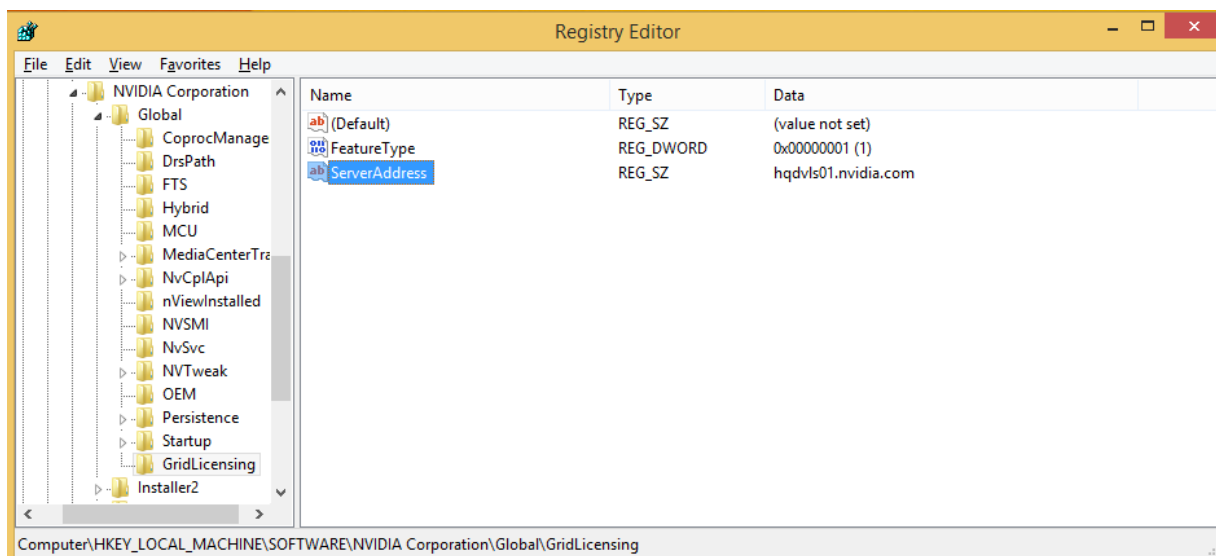 Registry Editor
File Edit View Favorites Help
NVIDIA Corporation
Global
CoprocManage
DrsPath
FTS
Hybrid
MCU
MediaCenterTra
NvCplApi
nViewInstalled
NVSMI
NvSvc
NVTweak
OEM
Persistence
Startup
GridLicensing
Installer2
Name Type Data
(Default) REG_SZ (value not set)
FeatureType REG_DWORD 0x00000001 (1)
ServerAddress REG_SZ hqdvls01.nvidia.com
Computer\HKEY_LOCAL_MACHINE\SOFTWARE\NVIDIA Corporation\Global\GridLicensing